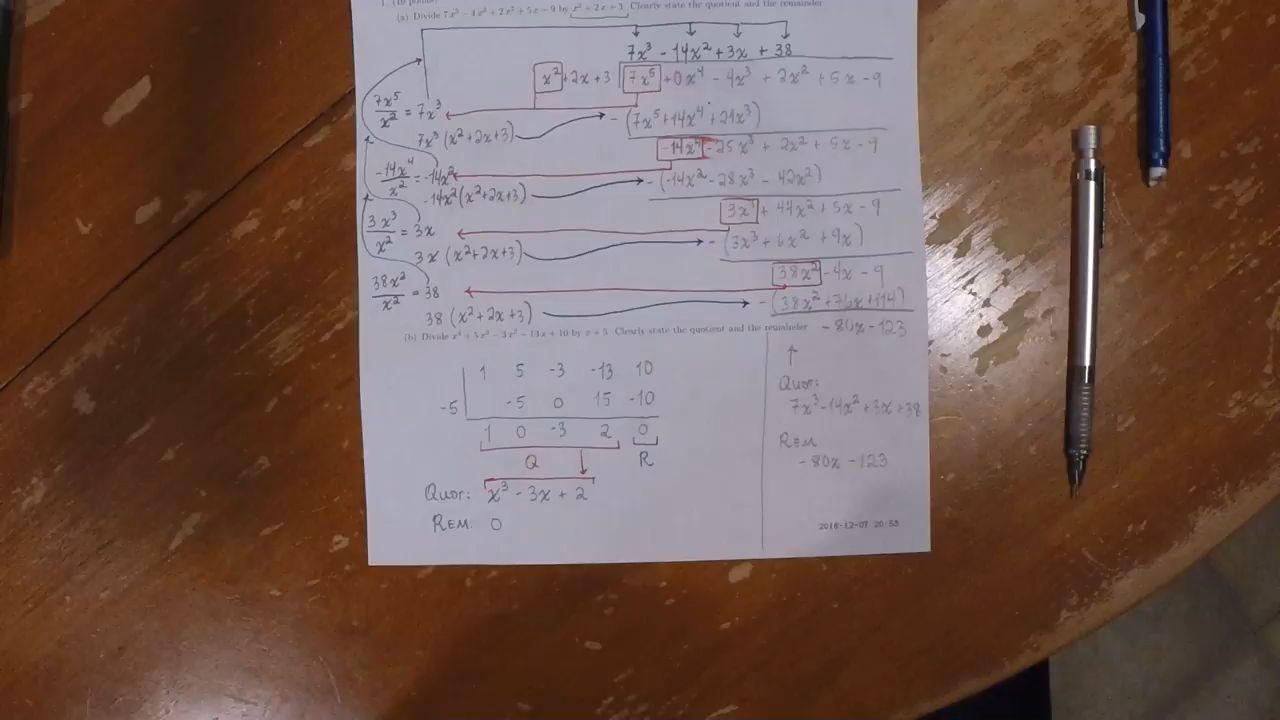 (a) Divide 7x⁵ − 4x³ + 2x² + 5x − 9 by x² + 2x + 3. Clearly state the quotient and the remainder
7x³ - 14x² + 3x + 38
x² + 2x + 3 7x⁵ + 0x⁴ - 4x³ + 2x² + 5x - 9
7x⁵/x² = 7x³
7x³(x²+2x+3) - (7x⁵+14x⁴+21x³)
-14x⁴ - 25x³ + 2x² + 5x - 9
-14x⁴/x² = -14x²
-14x²(x²+2x+3) - (-14x² - 28x³ - 42x²)
3x³ + 44x² + 5x - 9
3x³/x² = 3x
3x (x²+2x+3) - (3x³ + 6x² + 9x)
38x² - 4x - 9
38x²/x² = 38
38 (x²+2x+3) - (38x² + 76x + 114)
- 80x - 123
(b) Divide x⁴ + 5x³ − 3x² − 13x + 10 by x + 5. Clearly state the quotient and the remainder
1 5 -3 -13 10
-5 -5 0 15 -10
1 0 -3 2 0
Q R
QUOT: x³ - 3x + 2
REM: 0
QUOT:
7x³ - 14x² + 3x + 38
REM
- 80x - 123
2016-12-07 20:53